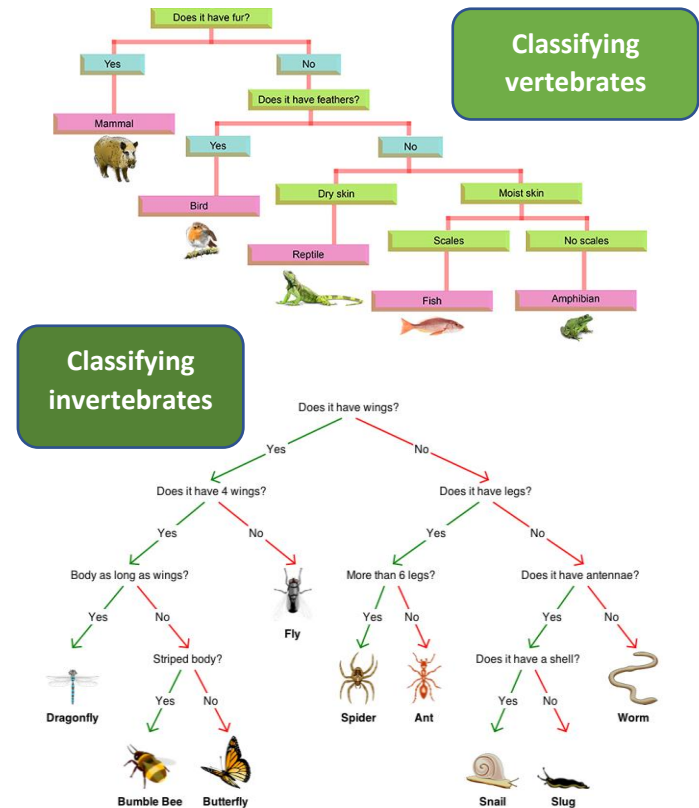 Does it have fur?
Classifying
vertebrates
Yes
No
Does it have feathers?
Mammal
Yes
No
Bird
Dry skin
Moist skin
Reptile
Scales
No scales
Fish
Amphibian
Classifying
invertebrates
Does it have wings?
Yes
No
Does it have 4 wings?
Does it have legs?
Yes
No
Yes
No
Body as long as wings?
Fly
More than 6 legs?
Does it have antennae?
Yes
No
Yes
No
Yes
No
Striped body?
Does it have a shell?
Dragonfly
Spider
Ant
Worm
Yes
No
Yes
No
Bumble Bee
Butterfly
Snail
Slug